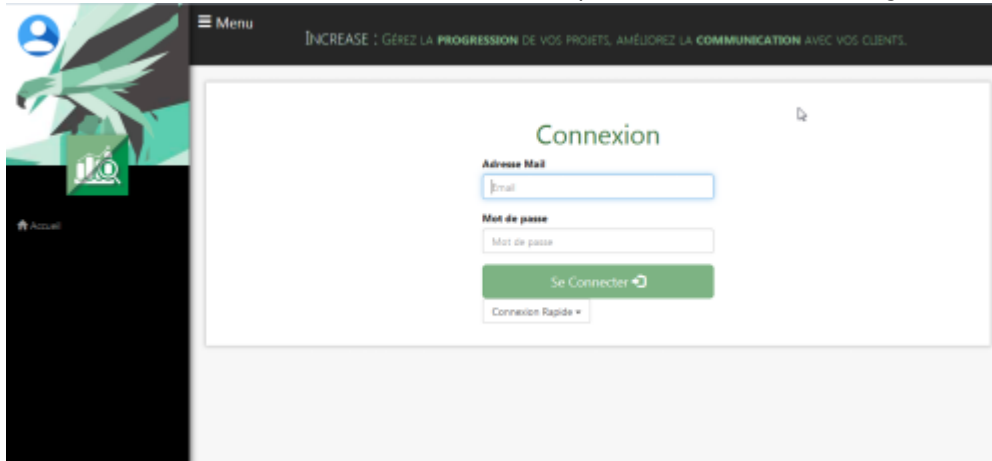 Menu
INCREASE : GÉREZ LA PROGRESSION DE VOS PROJETS, AMÉLIOREZ LA COMMUNICATION AVEC VOS CLIENTS.
Connexion
Adresse Mail
Email
Mot de passe
Mot de passe
Se Connecter
Connexion Rapide
Accueil